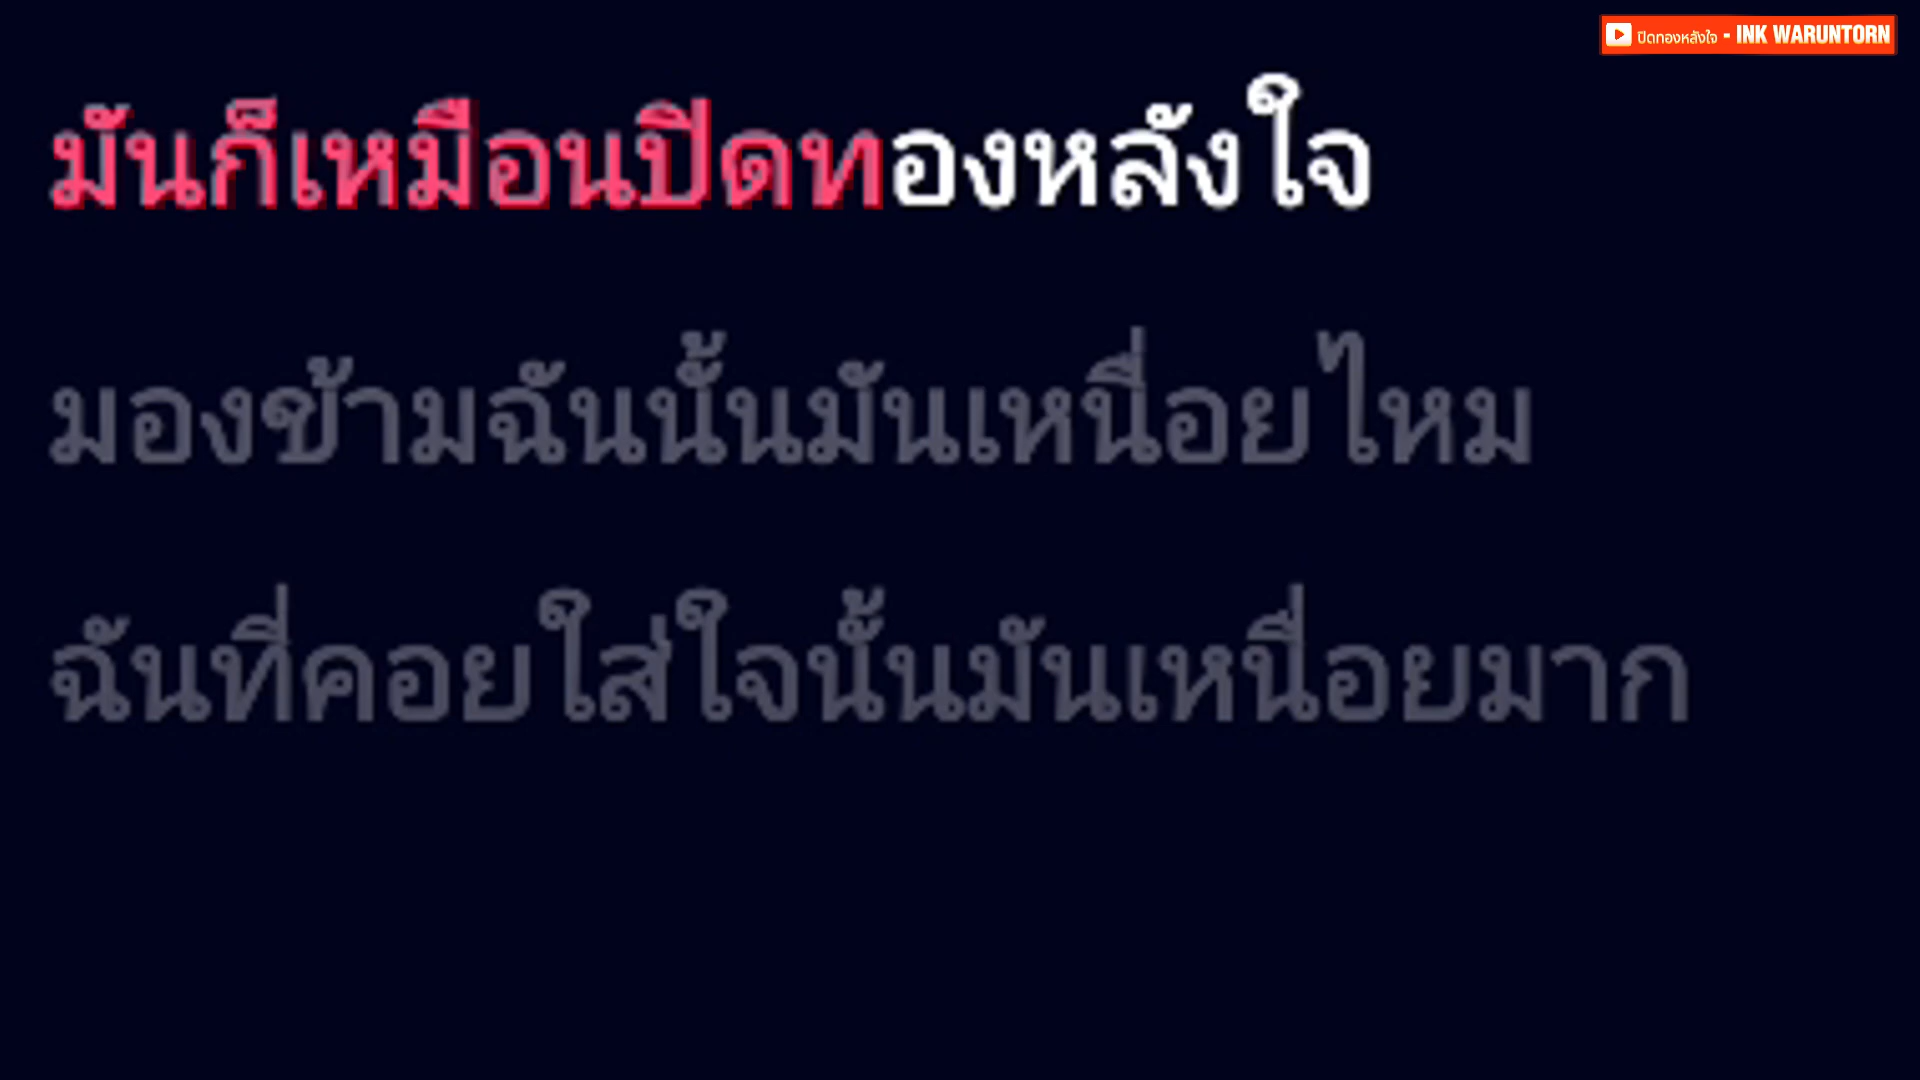 ปิดทองหลังใจ - INK WARUNTORN
มันก็เหมือนปิดทองหลังใจ
มองข้ามฉันนั้นมันเหนื่อยไหม
ฉันที่คอยใส่ใจนั้นมันเหนื่อยมาก